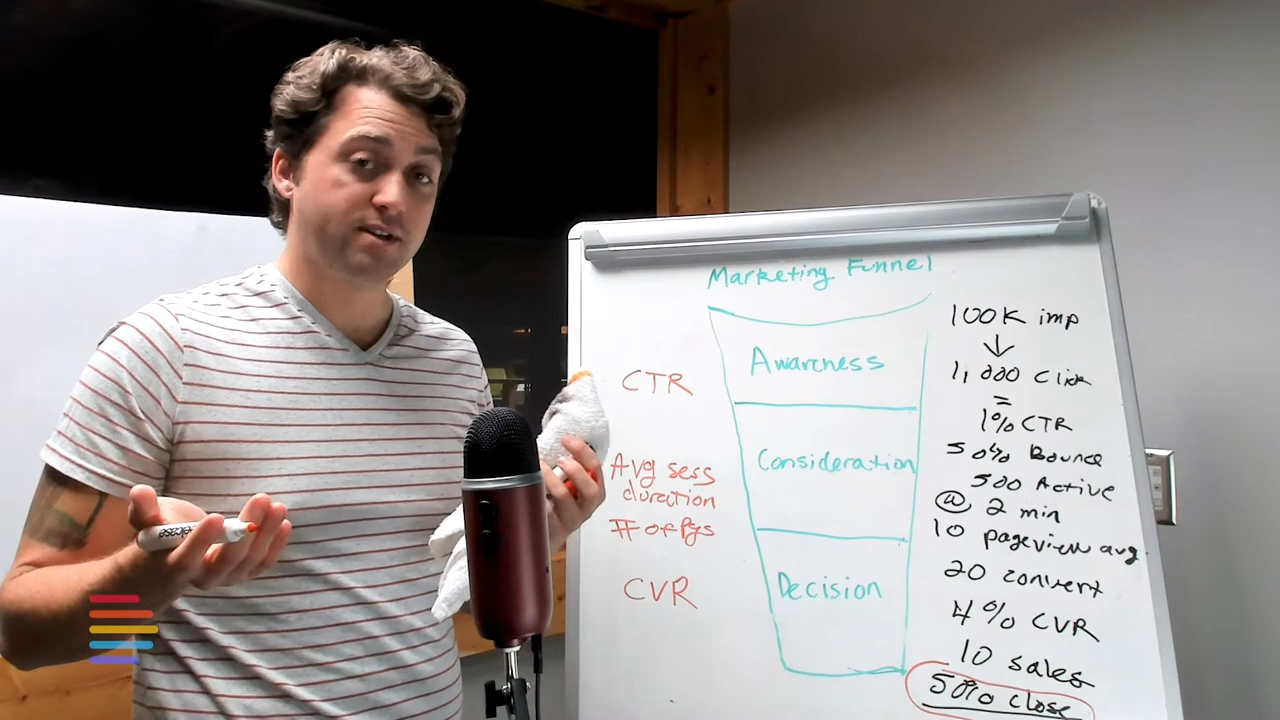 Marketing Funnel
Awareness
Consideration
Decision
CTR
Avg sess
duration
# of Pgs
CVR
100K imp
↓
1,000 Click
=
1% CTR
50% Bounce
500 Active
@ 2 min
10 pageview avg.
20 convert
4% CVR
10 sales
50% close